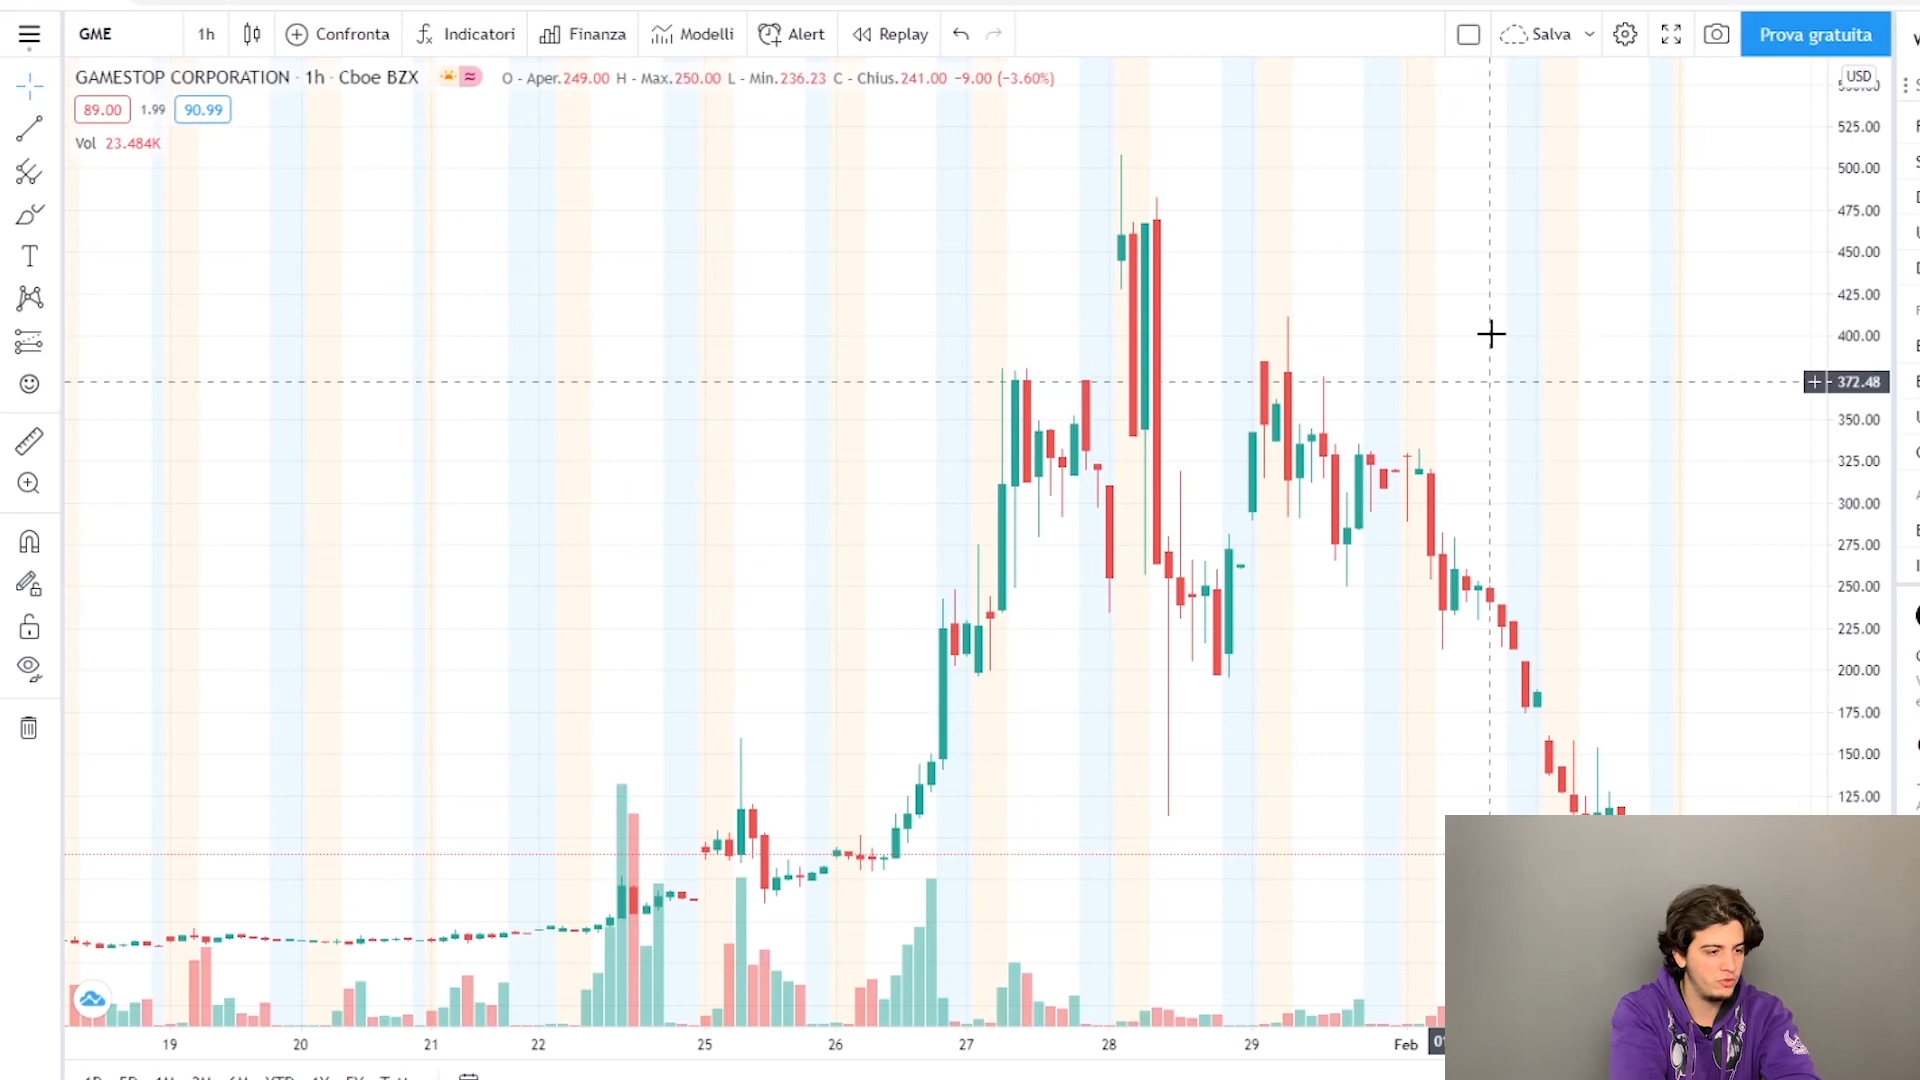 GME 1h Confronta Indicatori Finanza Modelli Alert Replay Salva Prova gratuita
GAMESTOP CORPORATION · 1h · Cboe BZX O - Aper.249.00 H - Max.250.00 L - Min.236.23 C - Chius.241.00 −9.00 (−3.60%)
USD
89.00 1.99 90.99
Vol 23.484K
525.00
500.00
475.00
450.00
425.00
400.00
372.48
350.00
325.00
300.00
275.00
250.00
225.00
200.00
175.00
150.00
125.00
19 20 21 22 25 26 27 28 29 Feb